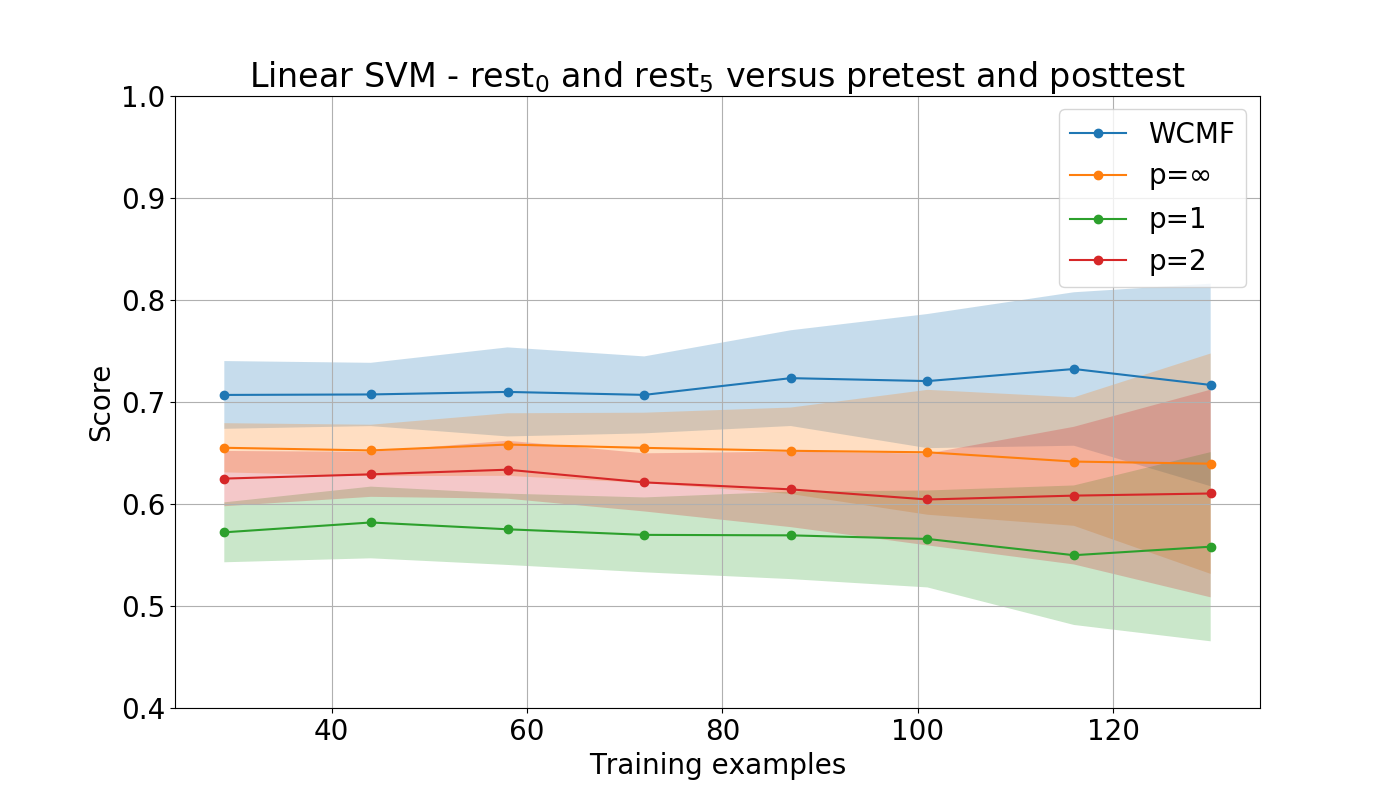 Linear SVM - rest₀ and rest₅ versus pretest and posttest
1.0
0.9
0.8
0.7
0.6
0.5
0.4
Score
WCMF
p=∞
p=1
p=2
40 60 80 100 120
Training examples